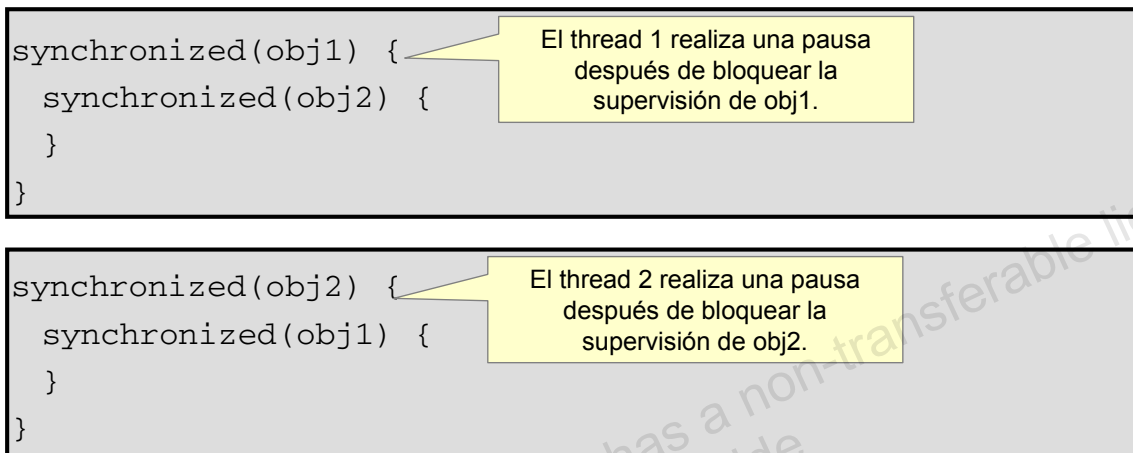 synchronized(obj1) {
El thread 1 realiza una pausa
después de bloquear la
supervisión de obj1.
synchronized(obj2) {
}
}
synchronized(obj2) {
El thread 2 realiza una pausa
después de bloquear la
supervisión de obj2.
synchronized(obj1) {
}
}
has a non-transferable